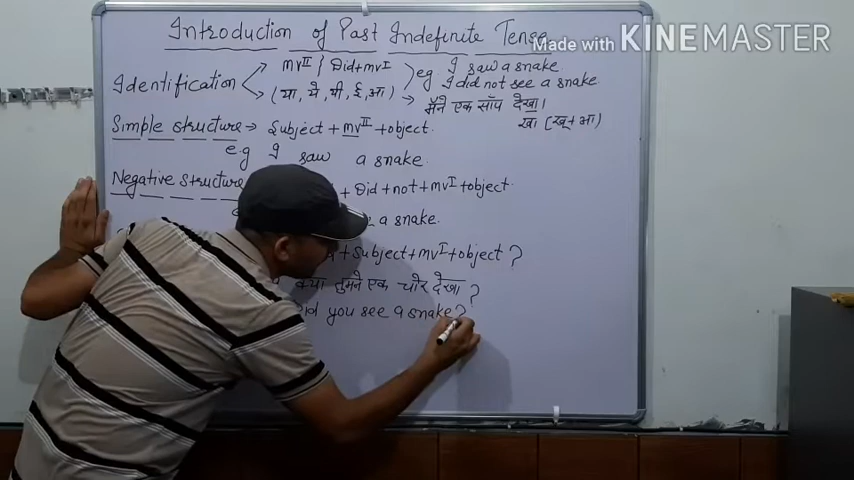 Introduction of Past Indefinite Tense
Made with KINEMASTER
Identification
MVII / Did+MVI
(या, ये, यी, ई, आ)
eg. I saw a snake.
I did not see a snake
मैंने एक साँप देखा।
खा (ख्+आ)
Simple structure → Subject + MVII + object.
e.g I saw a snake.
Negative structure + Did + not + MVI + object.
a snake.
+ Subject + MVI + object ?
क्या तुमने एक चोर देखा ?
Did you see a snake?